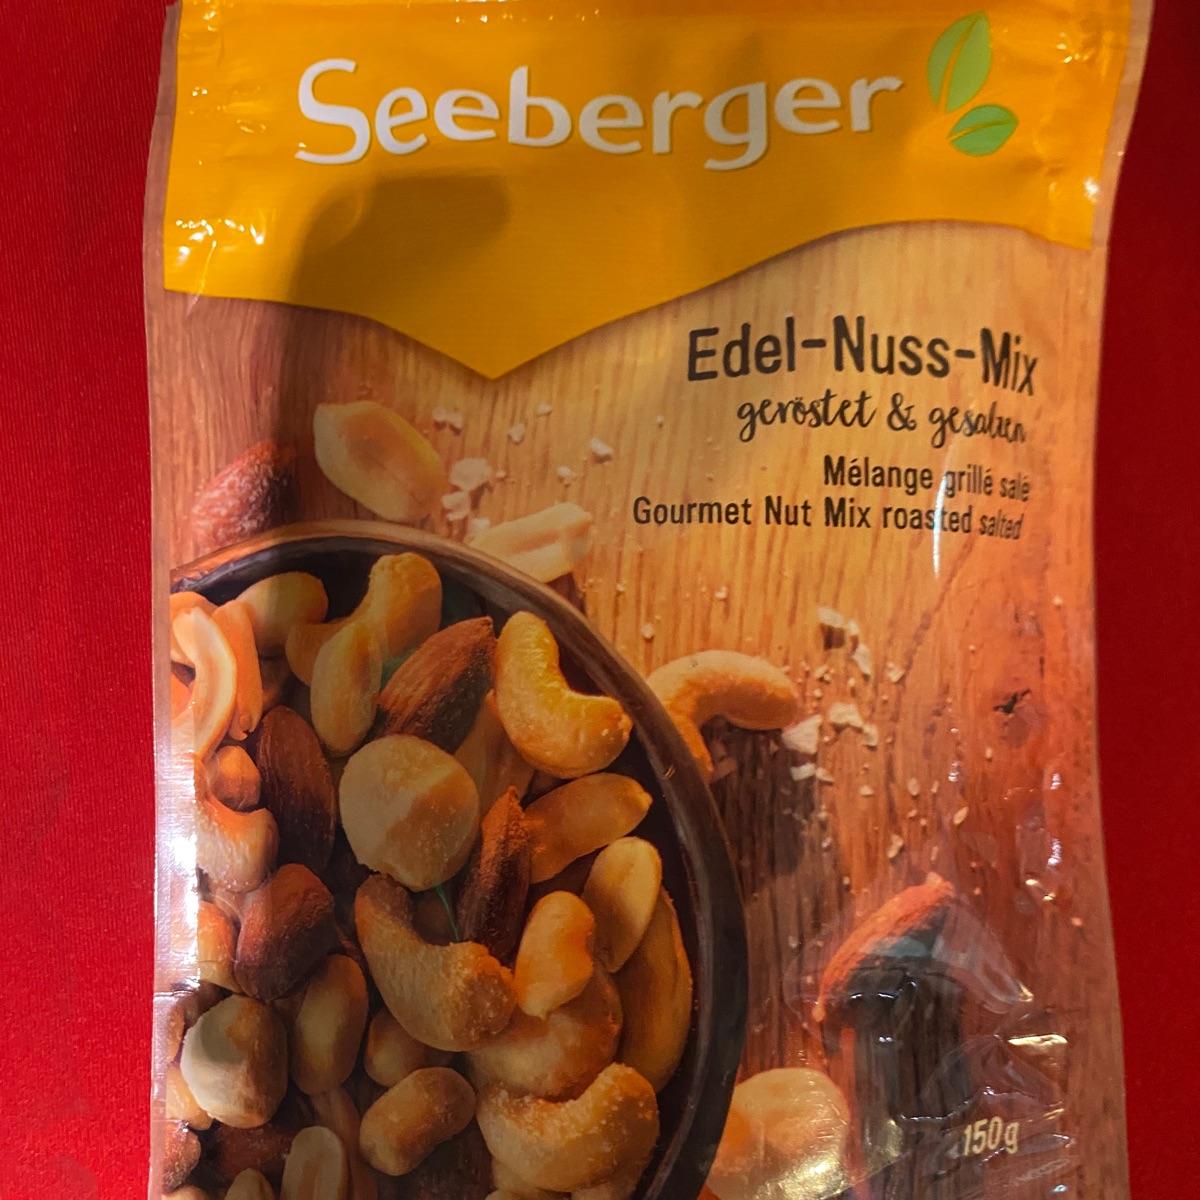 Seeberger
Edel-Nuss-Mix
geröstet & gesalzen
Mélange grillé salé
Gourmet Nut Mix roasted salted
150g